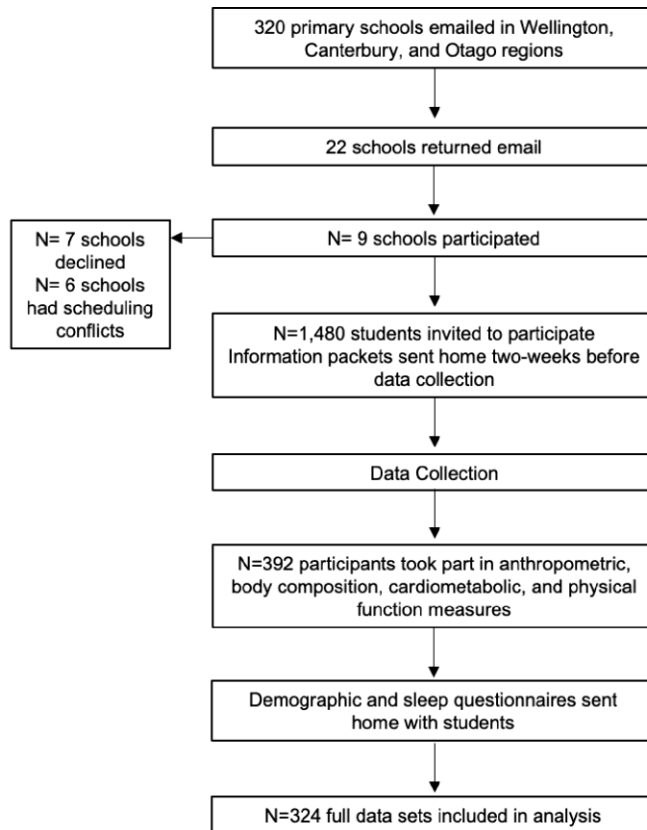 320 primary schools emailed in Wellington,
Canterbury, and Otago regions
22 schools returned email
N= 7 schools
declined
N= 6 schools
had scheduling
conflicts
N= 9 schools participated
N=1,480 students invited to participate
Information packets sent home two-weeks before
data collection
Data Collection
N=392 participants took part in anthropometric,
body composition, cardiometabolic, and physical
function measures
Demographic and sleep questionnaires sent
home with students
N=324 full data sets included in analysis